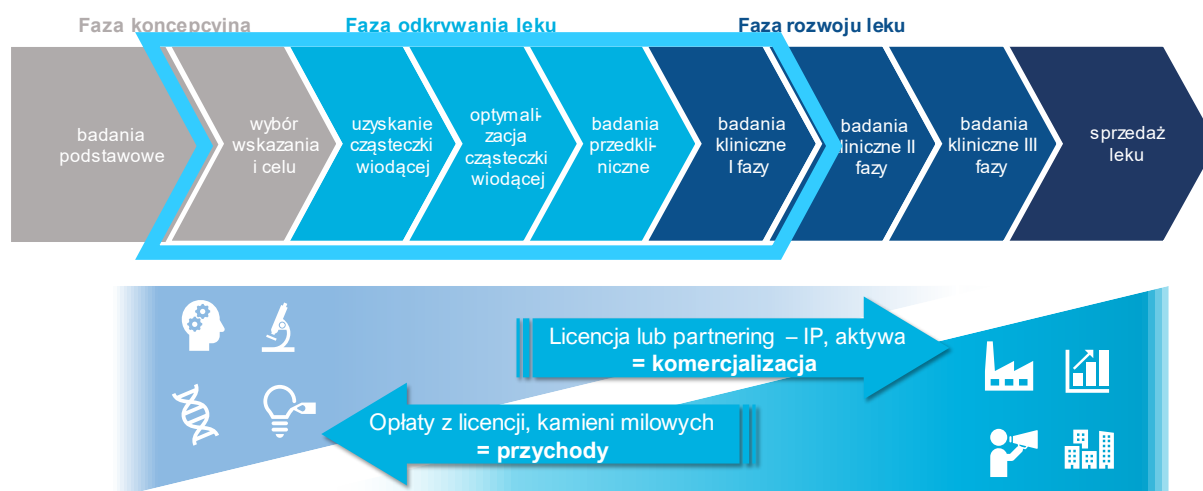 Faza koncepcyjna
Faza odkrywania leku
Faza rozwoju leku
badania
podstawowe
wybór
wskazania
i celu
uzyskanie
cząsteczki
wiodącej
optymali-
zacja
cząsteczki
wiodącej
badania
przedkli-
niczne
badania
kliniczne
I fazy
badania
kliniczne II
fazy
badania
kliniczne III
fazy
sprzedaż
leku
Licencja lub partnering – IP, aktywa
= komercjalizacja
Opłaty z licencji, kamieni milowych
= przychody